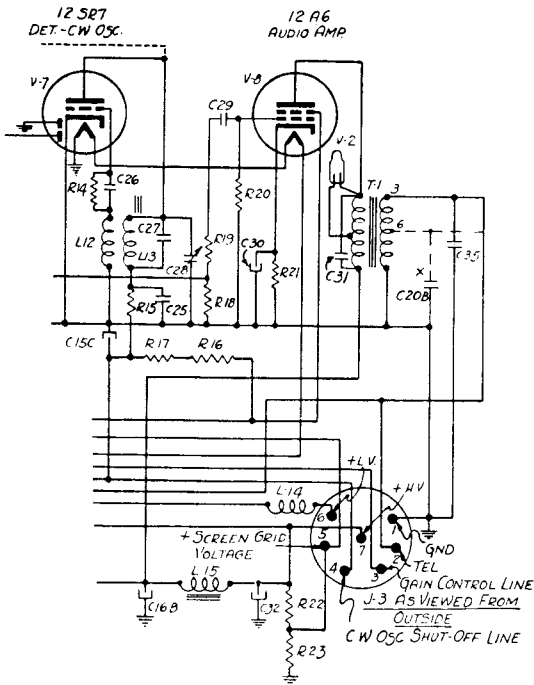 12 SR7
DET.-CW OSC.
12 A6
AUDIO AMP.
V-7
V-8
C29
V-2
C26
R14
R20
T-1
3
C27
6
L12
L13
R19
C30
C35
C28
R21
X
C31
C20B
R15
C25
R18
C15C
R17
R16
+L.V.
L-14
+HV
6
1
+ SCREEN GRID
VOLTAGE
5
7
GND
2
TEL
L 15
4
3
GAIN CONTROL LINE
J-3 AS VIEWED FROM
OUTSIDE
C16B
C32
R22
CW OSC SHUT-OFF LINE
R23